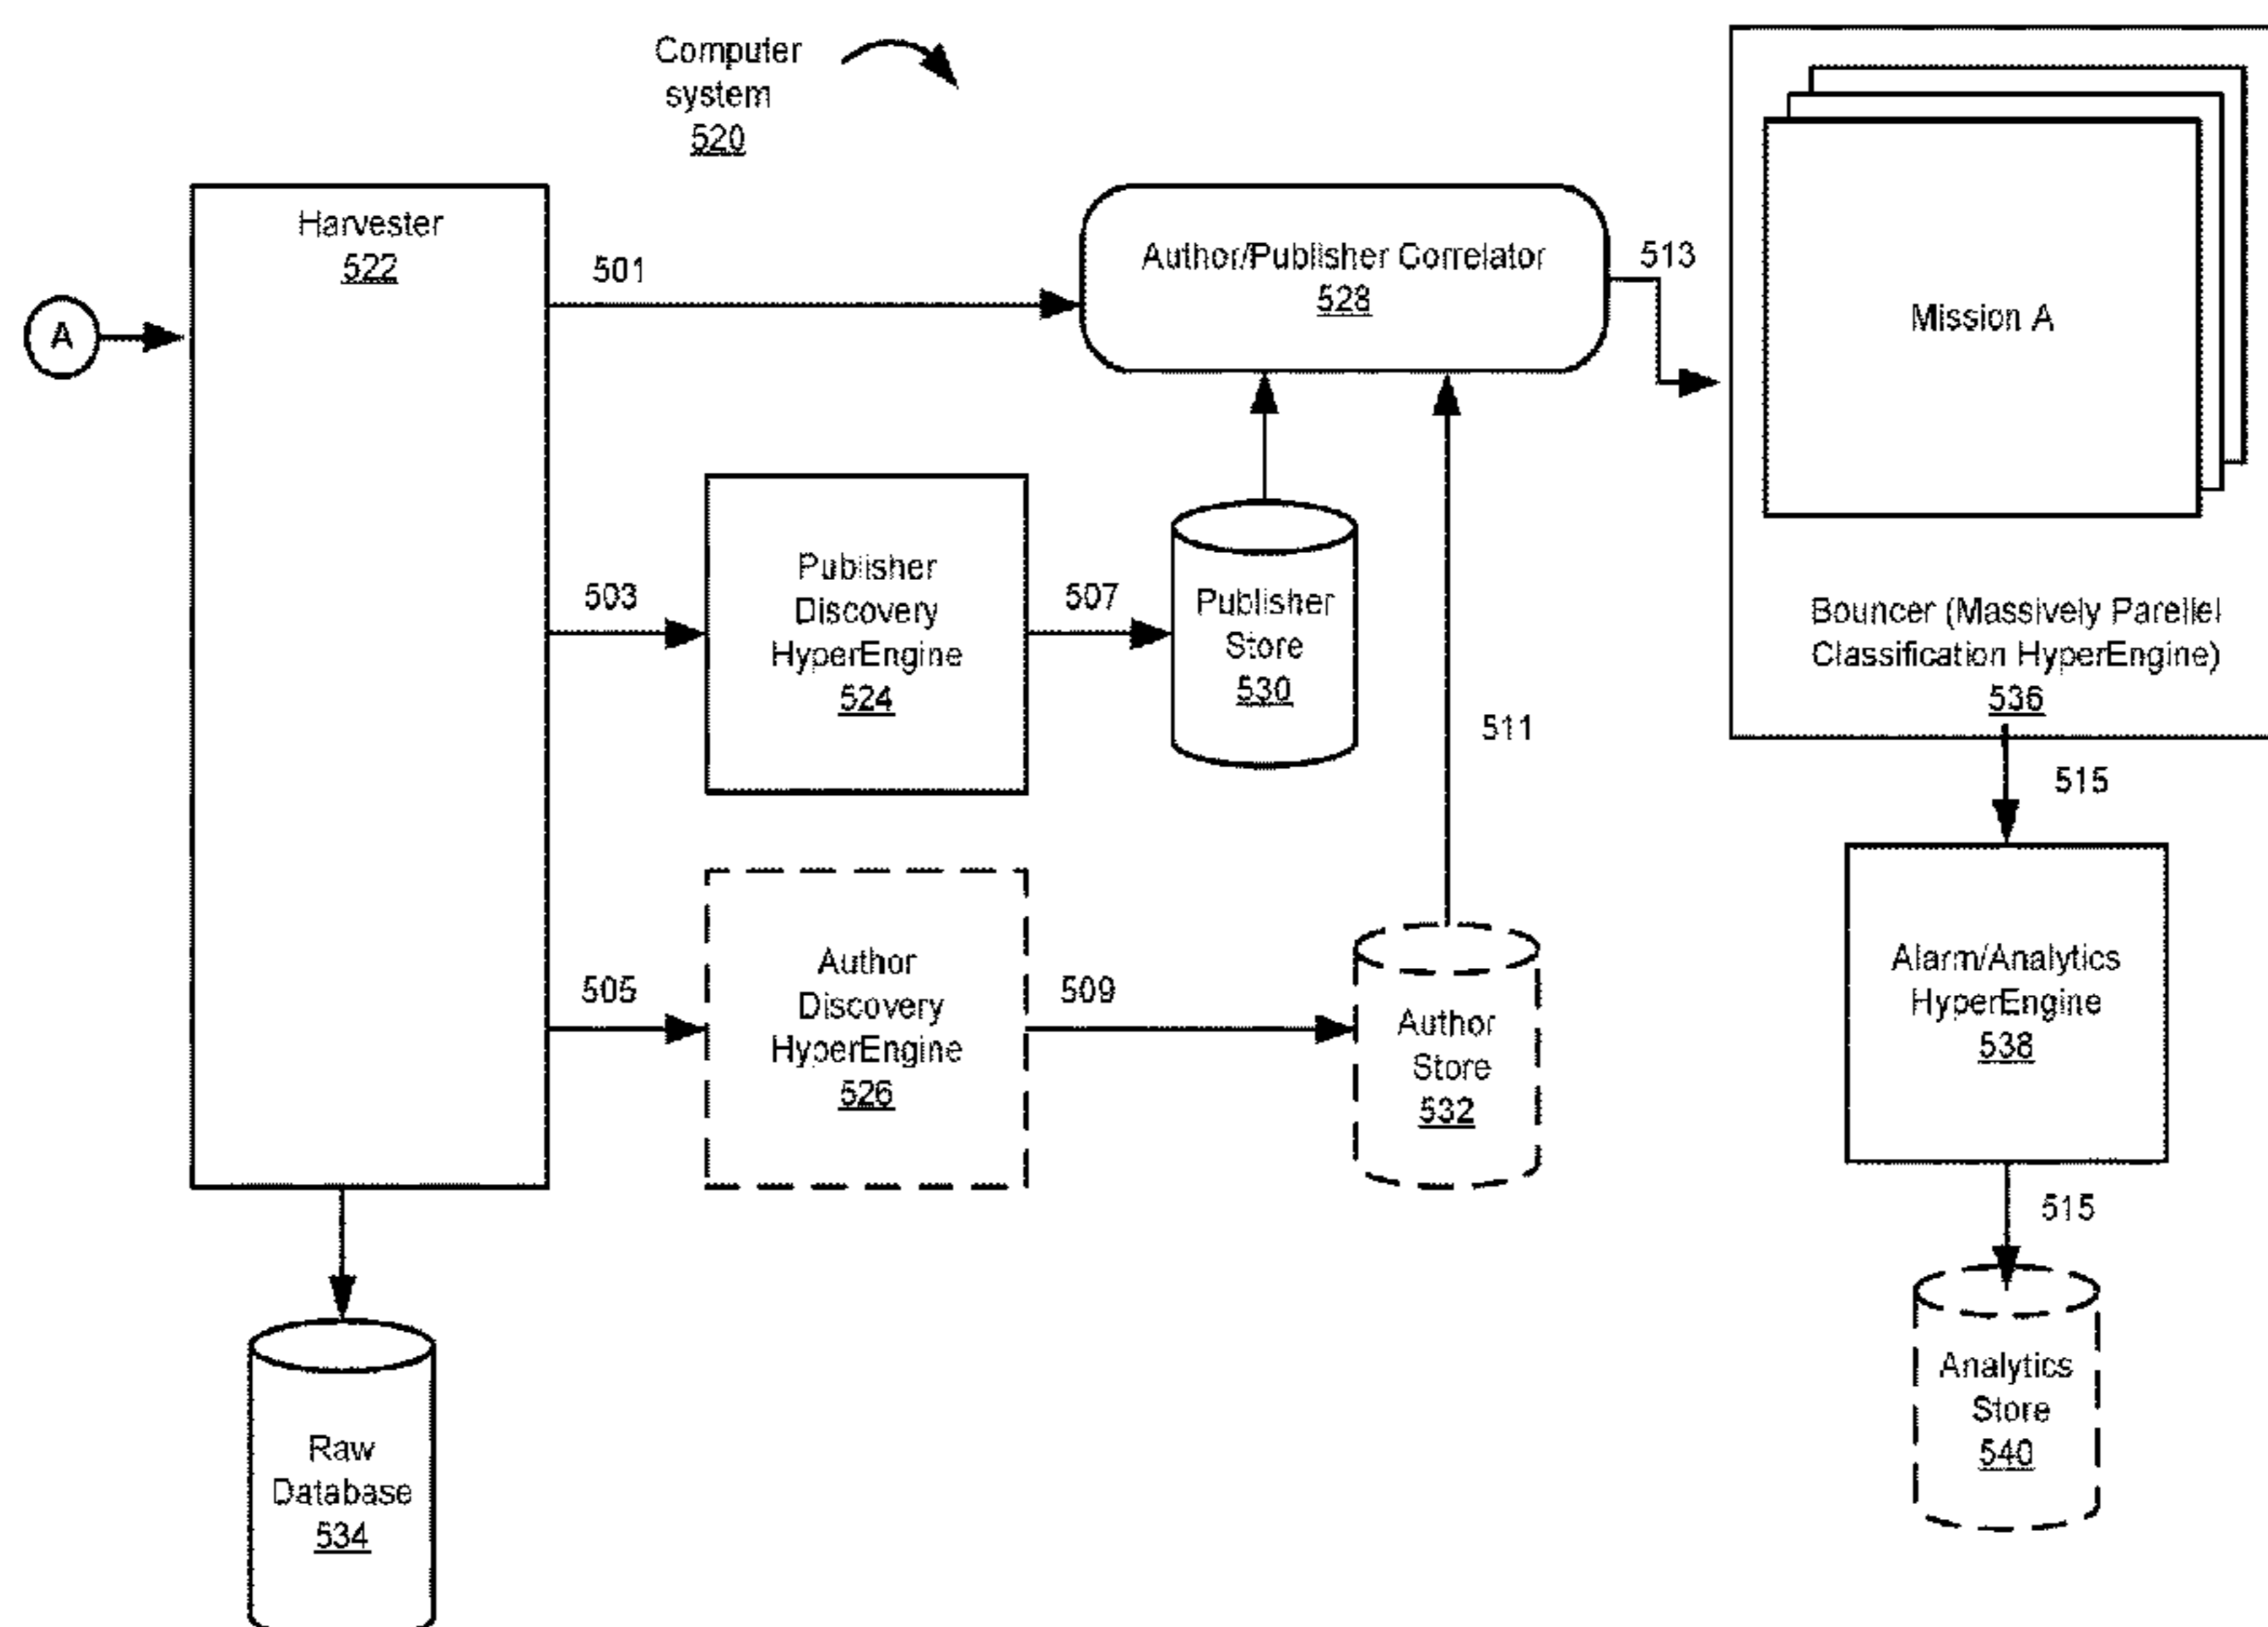 Computer
system
520
Harvester
522
A
501
Author/Publisher Correlator
528
513
Mission A
503
Publisher
Discovery
HyperEngine
524
507
Publisher
Store
530
511
Bouncer (Massively Parellel
Classification HyperEngine)
536
515
505
Author
Discovery
HyperEngine
526
509
Author
Store
532
Alarm/Analytics
HyperEngine
538
515
Raw
Database
534
Analytics
Store
540